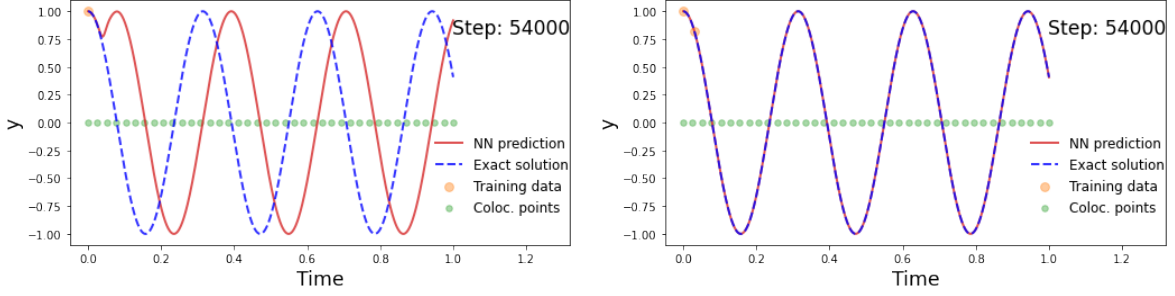 Step: 54000
1.00
0.75
0.50
0.25
0.00
−0.25
−0.50
−0.75
−1.00
y
NN prediction
Exact solution
Training data
Coloc. points
0.0 0.2 0.4 0.6 0.8 1.0 1.2
Time
Step: 54000
1.00
0.75
0.50
0.25
0.00
−0.25
−0.50
−0.75
−1.00
y
NN prediction
Exact solution
Training data
Coloc. points
0.0 0.2 0.4 0.6 0.8 1.0 1.2
Time